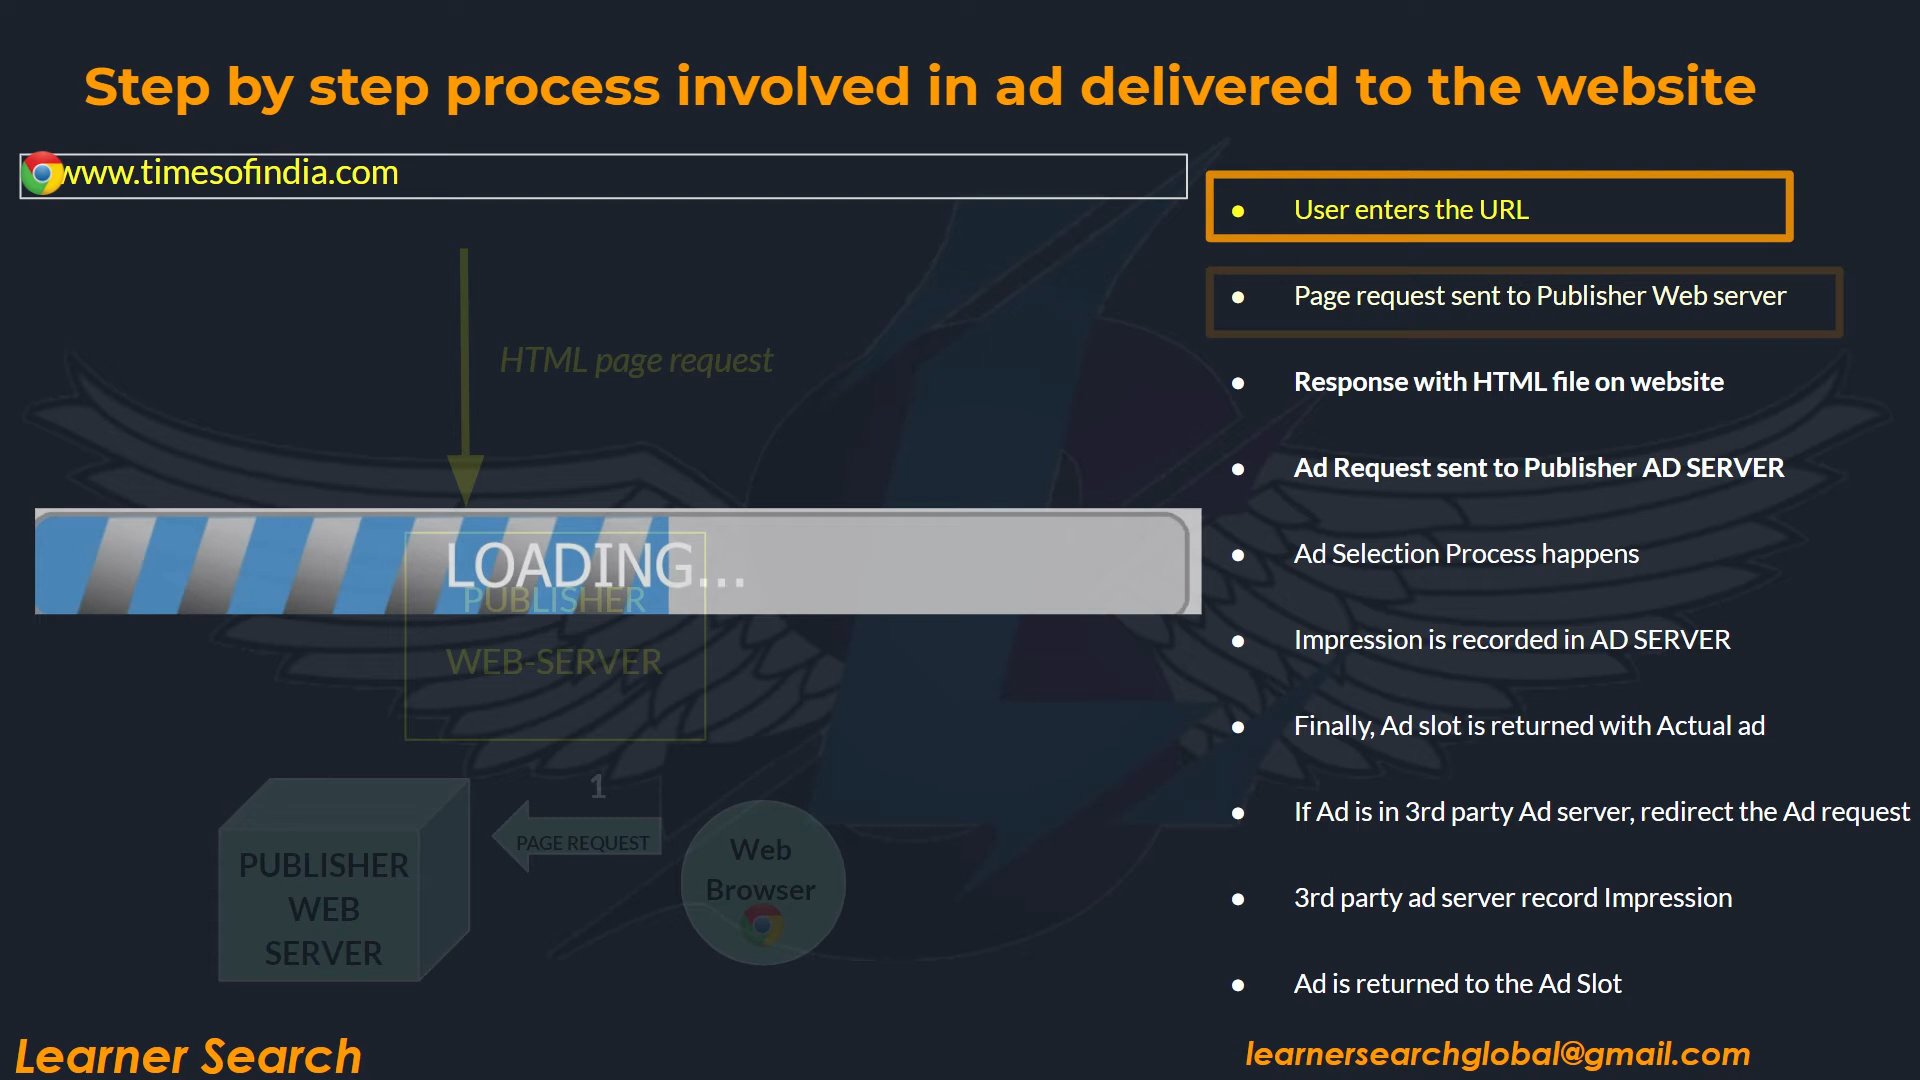 Step by step process involved in ad delivered to the website
www.timesofindia.com
HTML page request
LOADING...
PUBLISHER
WEB-SERVER
1
PAGE REQUEST
PUBLISHER
WEB
SERVER
Web
Browser
● User enters the URL
● Page request sent to Publisher Web server
● Response with HTML file on website
● Ad Request sent to Publisher AD SERVER
● Ad Selection Process happens
● Impression is recorded in AD SERVER
● Finally, Ad slot is returned with Actual ad
● If Ad is in 3rd party Ad server, redirect the Ad request
● 3rd party ad server record Impression
● Ad is returned to the Ad Slot
Learner Search
learnersearchglobal@gmail.com